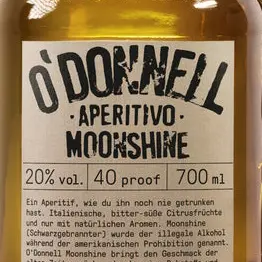 O'DONNELL
·APERITIVO·
MOONSHINE
20% vol. 40 proof 700 ml
Ein Aperitif, wie du ihn noch nie getrunken
hast. Italienische, bitter-süße Citrusfrüchte
und nur mit natürlichen Aromen. Moonshine
(Schwarzgebrannter) wurde der illegale Alkohol
während der amerikanischen Prohibition genannt.
O'Donnell Moonshine bringt den Geschmack der